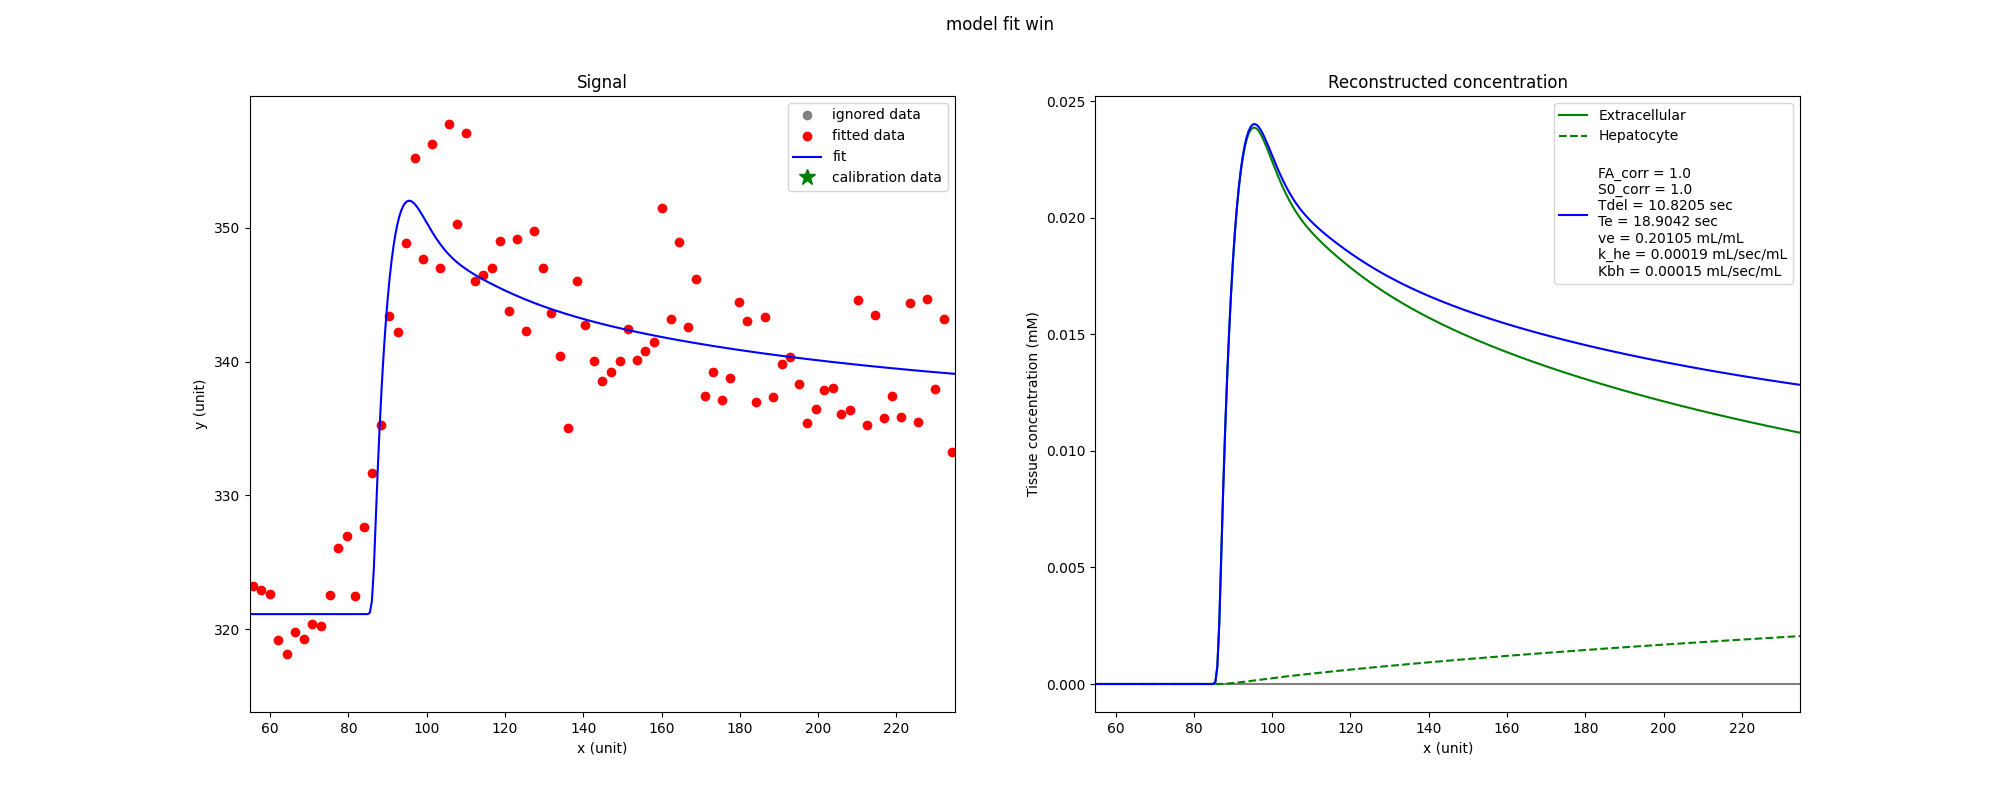 model fit win
Signal
ignored data
fitted data
fit
calibration data
350
340
330
320
y (unit)
60 80 100 120 140 160 180 200 220
x (unit)
Reconstructed concentration
Extracellular
Hepatocyte
FA_corr = 1.0
S0_corr = 1.0
Tdel = 10.8205 sec
Te = 18.9042 sec
ve = 0.20105 mL/mL
k_he = 0.00019 mL/sec/mL
Kbh = 0.00015 mL/sec/mL
0.025
0.020
0.015
0.010
0.005
0.000
Tissue concentration (mM)
60 80 100 120 140 160 180 200 220
x (unit)